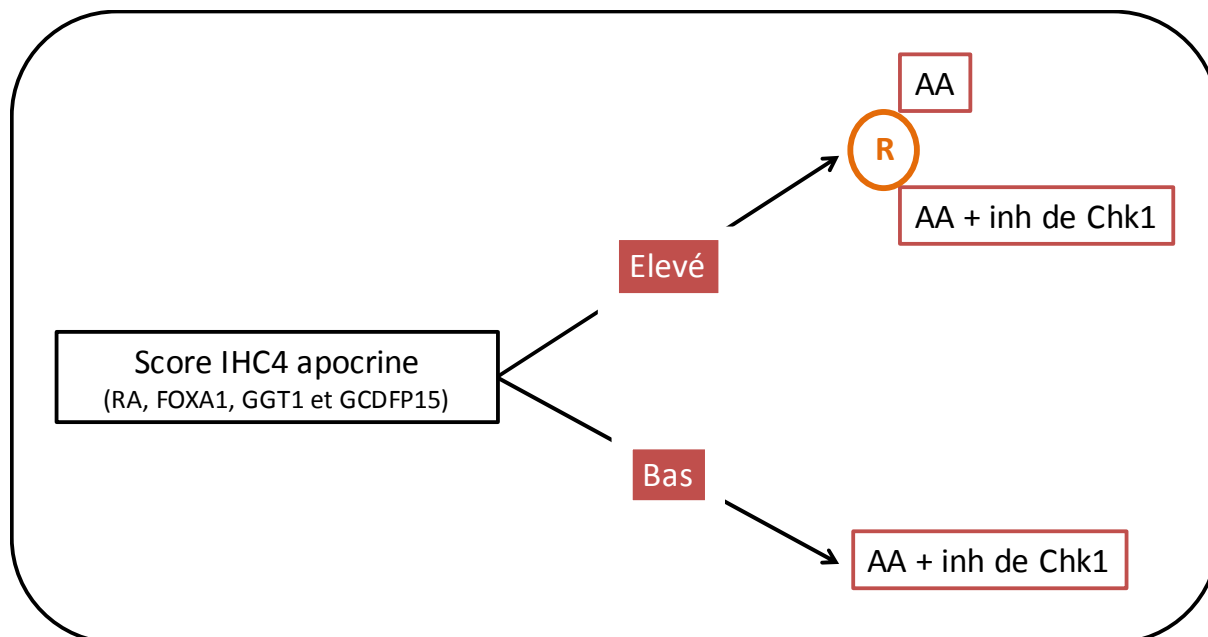 AA
R
AA + inh de Chk1
Elevé
Score IHC4 apocrine
(RA, FOXA1, GGT1 et GCDFP15)
Bas
AA + inh de Chk1